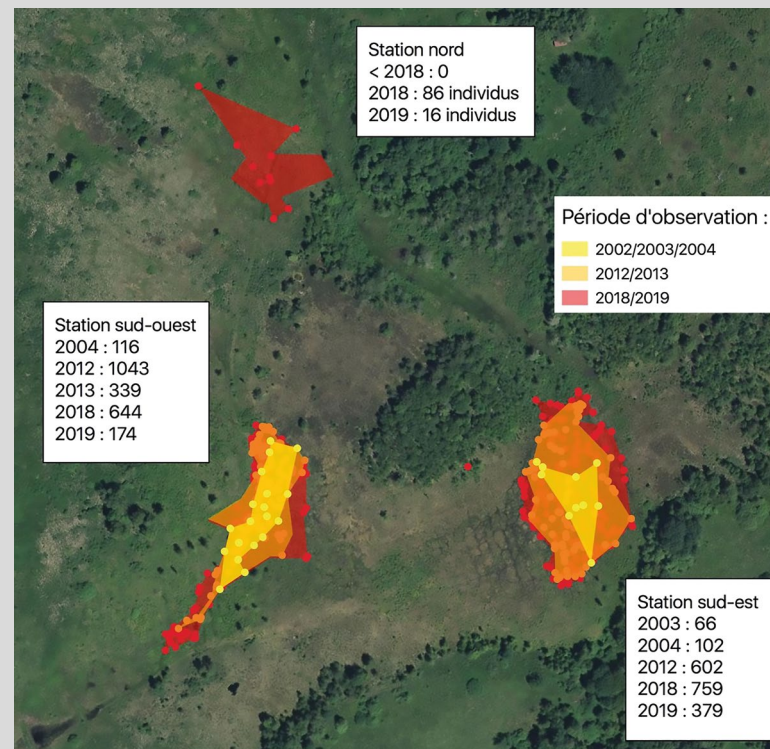 Station nord
< 2018 : 0
2018 : 86 individus
2019 : 16 individus
Période d'observation :
2002/2003/2004
2012/2013
2018/2019
Station sud-ouest
2004 : 116
2012 : 1043
2013 : 339
2018 : 644
2019 : 174
Station sud-est
2003 : 66
2004 : 102
2012 : 602
2018 : 759
2019 : 379